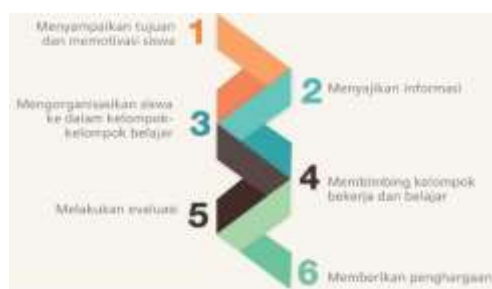 1
Menyampaikan tujuan
dan memotivasi siswa
2
Menyajikan informasi
3
Mengorganisasikan siswa
ke dalam kelompok-
kelompok belajar
4
Membimbing kelompok
bekerja dan belajar
5
Melakukan evaluasi
6
Memberikan penghargaan